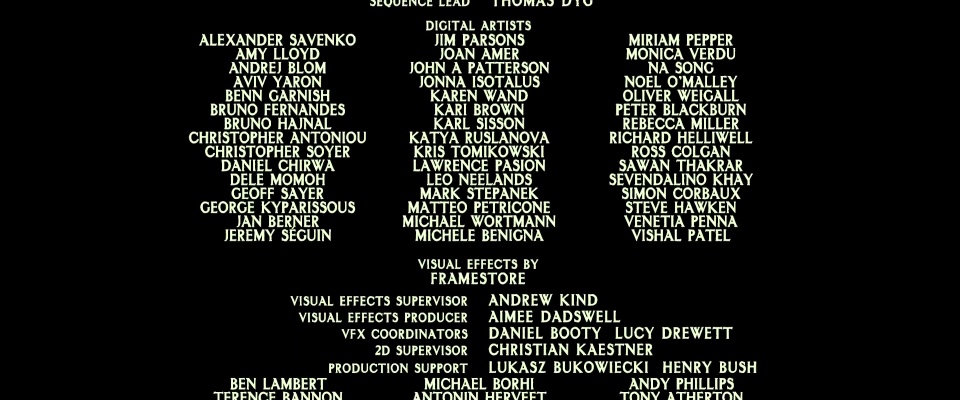 SEQUENCE LEAD THOMAS DYG
DIGITAL ARTISTS
ALEXANDER SAVENKO JIM PARSONS MIRIAM PEPPER
AMY LLOYD JOAN AMER MONICA VERDU
ANDREJ BLOM JOHN A PATTERSON NA SONG
AVIV YARON JONNA ISOTALUS NOEL O'MALLEY
BENN GARNISH KAREN WAND OLIVER WEIGALL
BRUNO FERNANDES KARI BROWN PETER BLACKBURN
BRUNO HAJNAL KARL SISSON REBECCA MILLER
CHRISTOPHER ANTONIOU KATYA RUSLANOVA RICHARD HELLIWELL
CHRISTOPHER SOYER KRIS TOMIKOWSKI ROSS COLGAN
DANIEL CHIRWA LAWRENCE PASION SAWAN THAKRAR
DELE MOMOH LEO NEELANDS SEVENDALINO KHAY
GEOFF SAYER MARK STEPANEK SIMON CORBAUX
GEORGE KYPARISSOUS MATTEO PETRICONE STEVE HAWKEN
JAN BERNER MICHAEL WORTMANN VENETIA PENNA
JEREMY SÉGUIN MICHELE BENIGNA VISHAL PATEL
VISUAL EFFECTS BY
FRAMESTORE
VISUAL EFFECTS SUPERVISOR ANDREW KIND
VISUAL EFFECTS PRODUCER AIMEE DADSWELL
VFX COORDINATORS DANIEL BOOTY LUCY DREWETT
2D SUPERVISOR CHRISTIAN KAESTNER
PRODUCTION SUPPORT LUKASZ BUKOWIECKI HENRY BUSH
BEN LAMBERT MICHAEL BORHI ANDY PHILLIPS
TERENCE BANNON ANTONIN HERVEET TONY ATHERTON